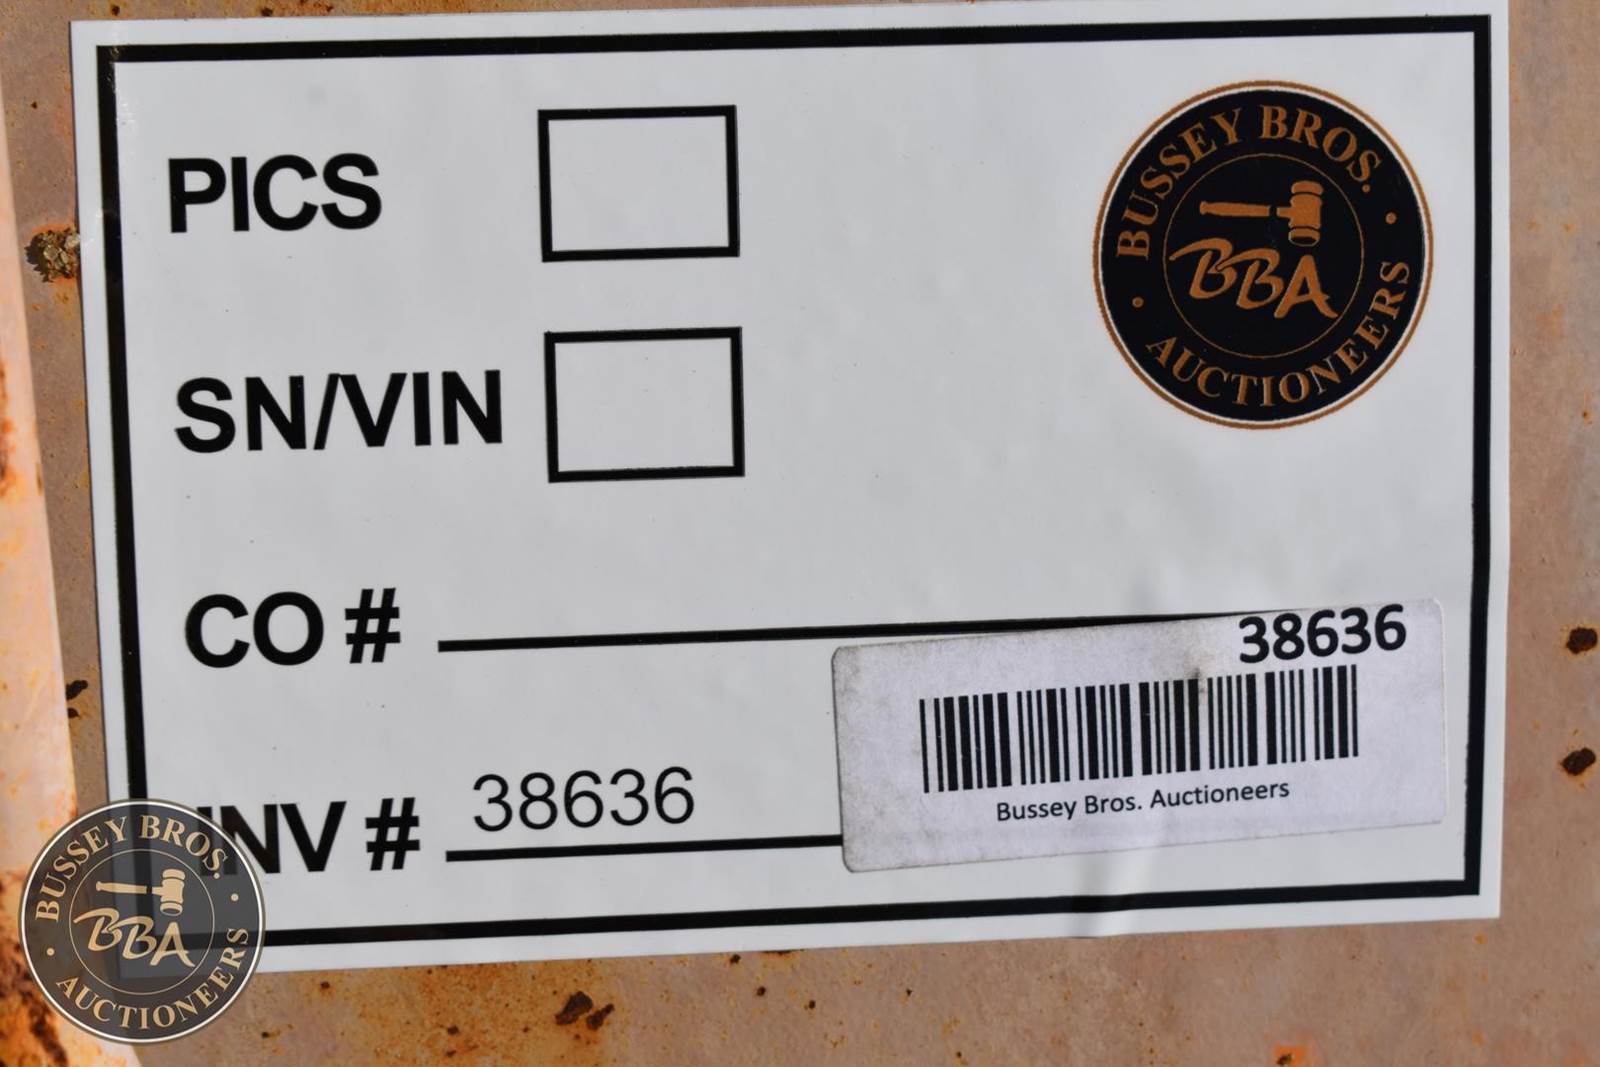 PICS
BUSSEY BROS.
BBA
AUCTIONEERS
SN/VIN
CO #
38636
INV # 38636
Bussey Bros. Auctioneers
BUSSEY BROS.
BBA
AUCTIONEERS